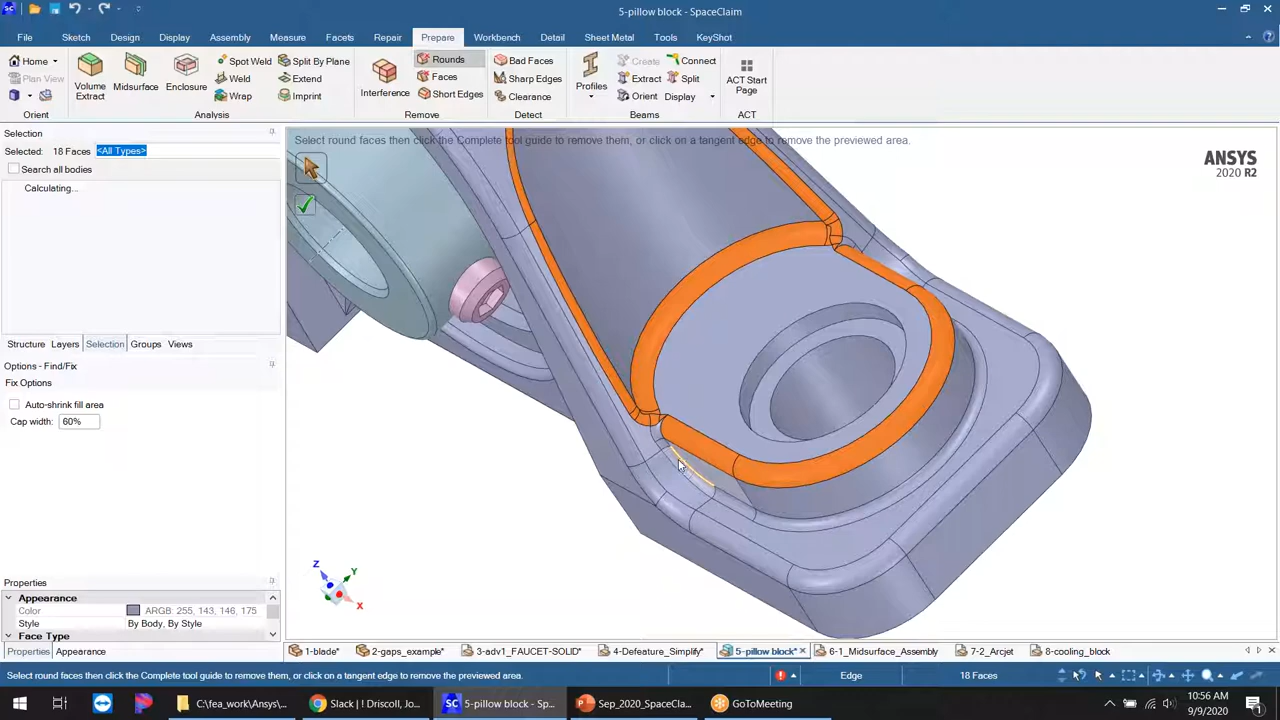 5-pillow block - SpaceClaim
File Sketch Design Display Assembly Measure Facets Repair Prepare Workbench Detail Sheet Metal Tools KeyShot
Home Spot Weld Split By Plane Rounds Bad Faces Create Connect
Plan View Weld Extend Faces Sharp Edges Extract Split
Volume Extract Midsurface Enclosure Wrap Imprint Interference Short Edges Clearance Profiles Orient Display ACT Start Page
Orient Analysis Remove Detect Beams ACT
Selection
Selected: 18 Faces <All Types>
Search all bodies
Calculating...
Select round faces then click the Complete tool guide to remove them, or click on a tangent edge to remove the previewed area.
ANSYS
2020 R2
Structure Layers Selection Groups Views
Options - Find/Fix
Fix Options
Auto-shrink fill area
Cap width: 60%
Z
Y
X
Properties
Appearance
Color ARGB: 255, 143, 146, 175
Style By Body, By Style
Face Type
Properties Appearance
1-blade* 2-gaps_example* 3-adv1_FAUCET-SOLID* 4-Defeature_Simplify* 5-pillow block* 6-1_Midsurface_Assembly 7-2_Arcjet 8-cooling_block
Select round faces then click the Complete tool guide to remove them, or click on a tangent edge to remove the previewed area. Edge 18 Faces
C:\fea_work\Ansys\... Slack | ! Driscoll, Jo... SC 5-pillow block - Sp... Sep_2020_SpaceCla... GoToMeeting
10:56 AM
9/9/2020